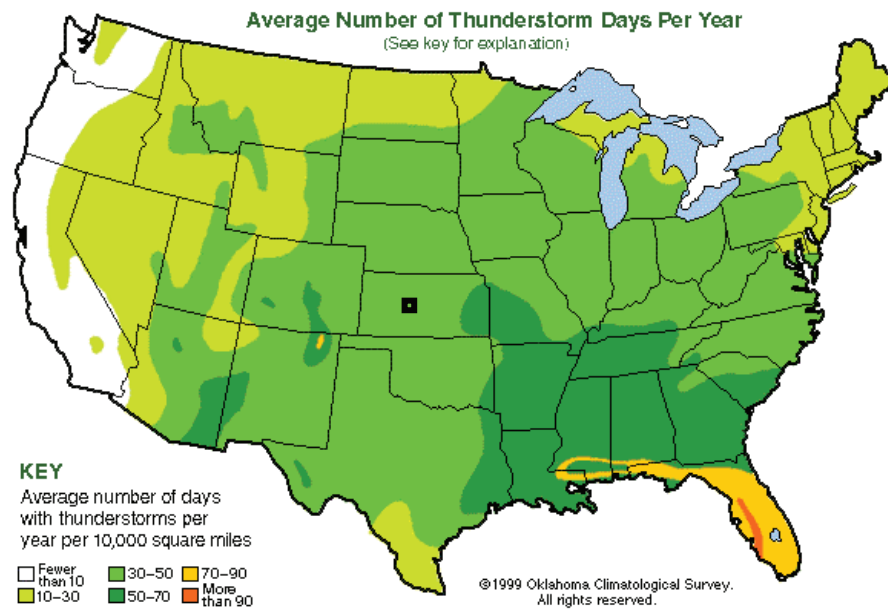 Average Number of Thunderstorm Days Per Year
(See key for explanation)
KEY
Average number of days
with thunderstorms per
year per 10,000 square miles
Fewer
than 10
10–30
30–50
50–70
70–90
More
than 90
©1999 Oklahoma Climatological Survey.
All rights reserved.